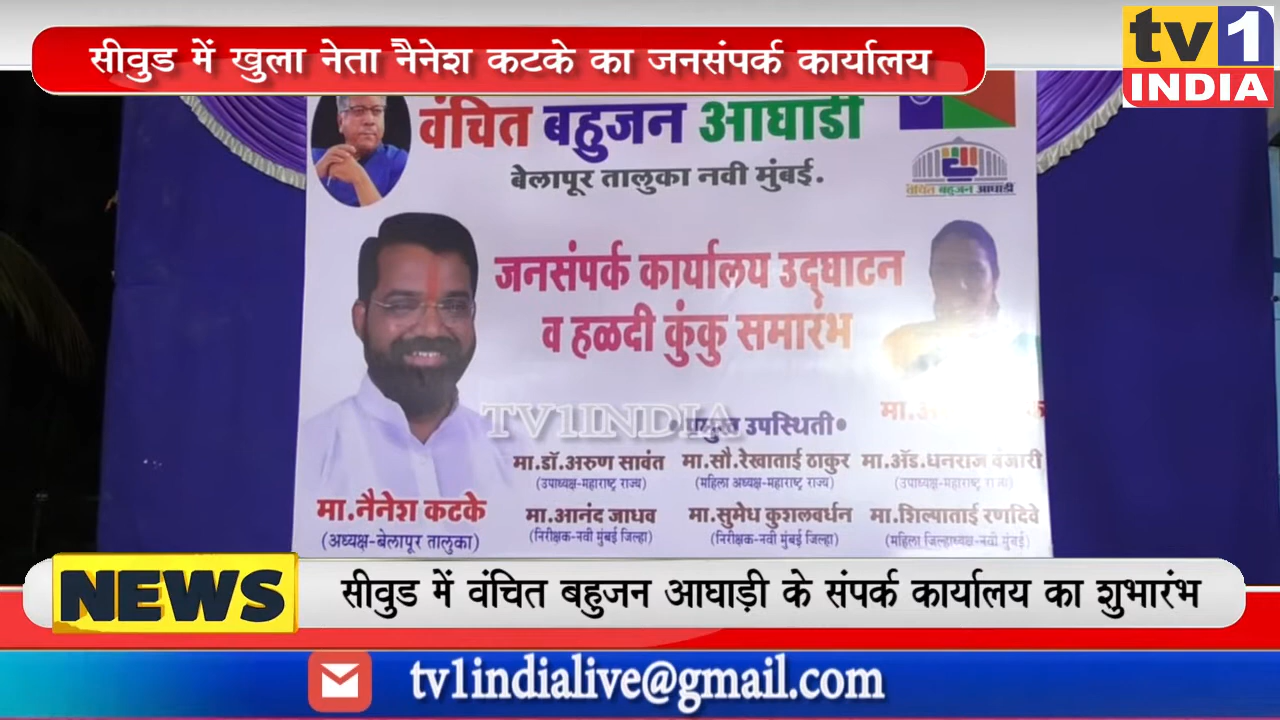 सीवुड में खुला नेता नैनेश कटके का जनसंपर्क कार्यालय
tv1
INDIA
वंचित बहुजन आघाडी
बेलापूर तालुका नवी मुंबई.
वंचित बहुजन आघाडी
जनसंपर्क कार्यालय उद्घाटन
व हळदी कुंकु समारंभ
TV1INDIA
•प्रमुख उपस्थिती•
मा.
मा.डॉ.अरुण सावंत
(उपाध्यक्ष-महाराष्ट्र राज्य)
मा.सौ.रेखाताई ठाकुर
(महिला अध्यक्ष-महाराष्ट्र राज्य)
मा.ॲड.धनराज वंजारी
(उपाध्यक्ष-महाराष्ट्र राज्य)
मा.नैनेश कटके
(अध्यक्ष-बेलापूर तालुका)
मा.आनंद जाधव
(निरीक्षक-नवी मुंबई जिल्हा)
मा.सुमेध कुशलवर्धन
(निरीक्षक-नवी मुंबई जिल्हा)
मा.शिल्पाताई रणदिवे
(महिला जिल्हाध्यक्ष-नवी मुंबई)
NEWS
सीवुड में वंचित बहुजन आघाड़ी के संपर्क कार्यालय का शुभारंभ
tv1indialive@gmail.com